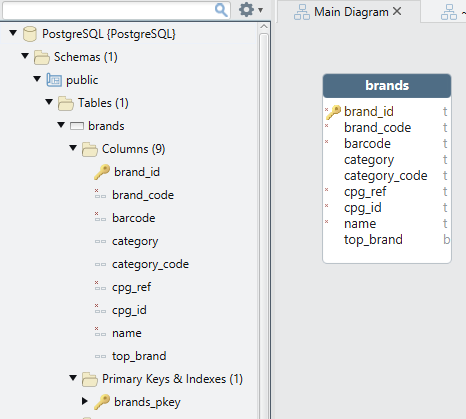 PostgreSQL {PostgreSQL}
Schemas (1)
public
Tables (1)
brands
Columns (9)
brand_id
brand_code
barcode
category
category_code
cpg_ref
cpg_id
name
top_brand
Primary Keys & Indexes (1)
brands_pkey
Main Diagram
brands
brand_id t
brand_code t
barcode t
category t
category_code t
cpg_ref t
cpg_id t
name t
top_brand b